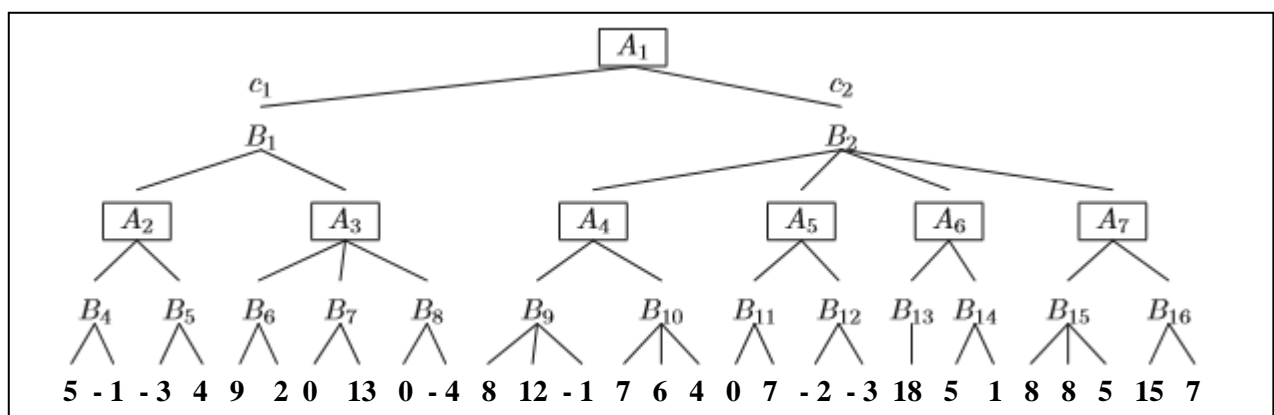 A₁
c₁ c₂
B₁ B₂
A₂ A₃ A₄ A₅ A₆ A₇
B₄ B₅ B₆ B₇ B₈ B₉ B₁₀ B₁₁ B₁₂ B₁₃ B₁₄ B₁₅ B₁₆
5 - 1 - 3 4 9 2 0 13 0 - 4 8 12 - 1 7 6 4 0 7 - 2 - 3 18 5 1 8 8 5 15 7